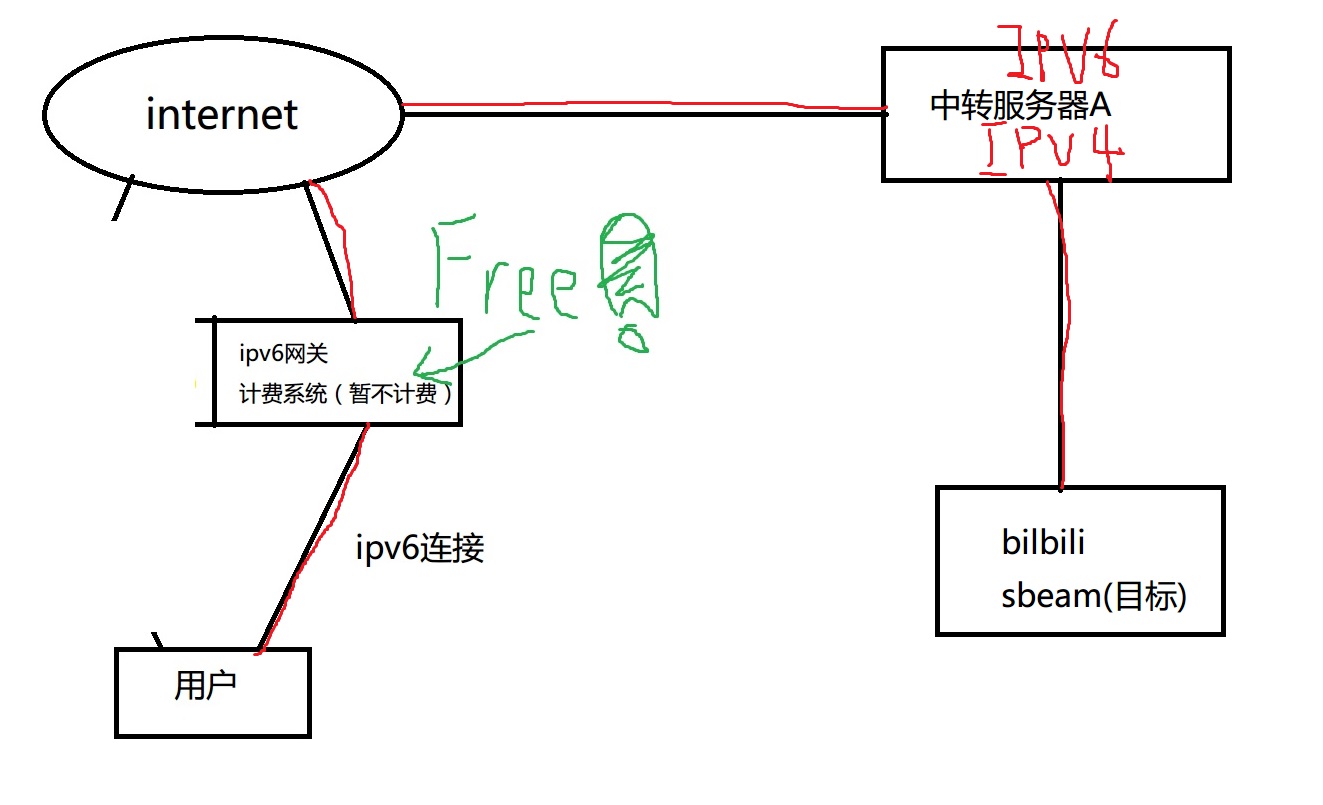 internet
IPV6
中转服务器A
IPV4
Free!
ipv6网关
计费系统（暂不计费）
ipv6连接
bilbili
sbeam(目标)
用户